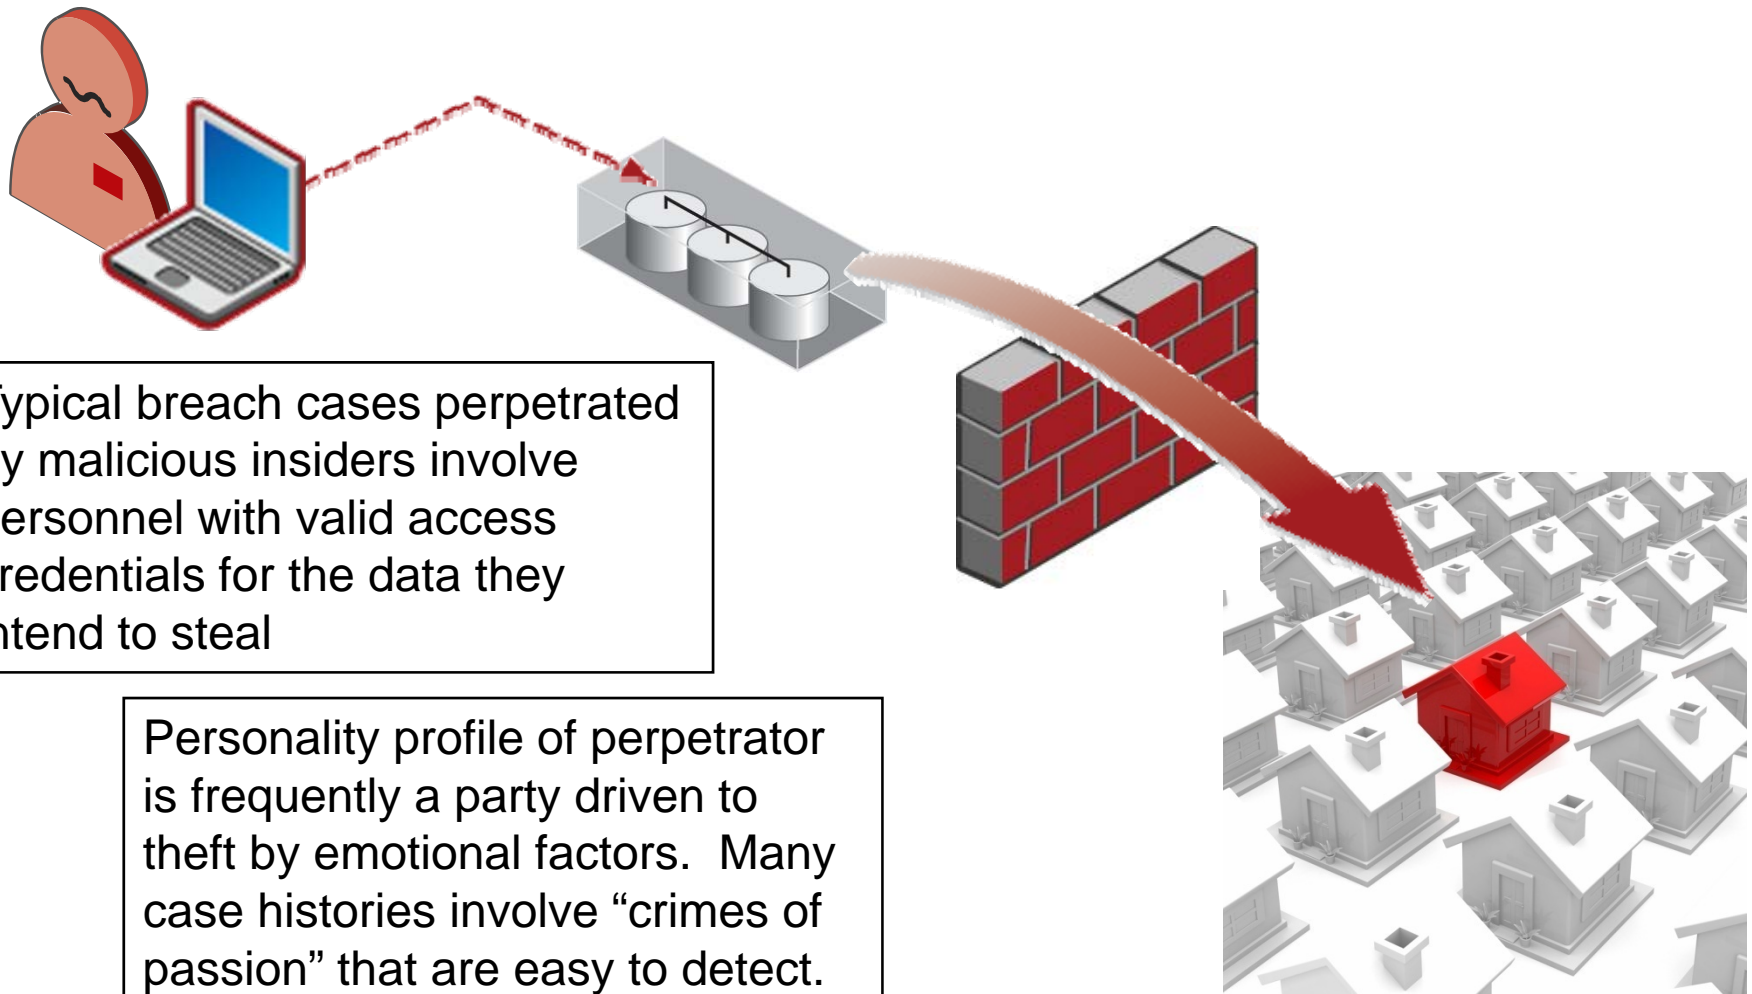 Typical breach cases perpetrated
y malicious insiders involve
ersonnel with valid access
redentials for the data they
ntend to steal
Personality profile of perpetrator
is frequently a party driven to
theft by emotional factors.  Many
case histories involve “crimes of
passion” that are easy to detect.